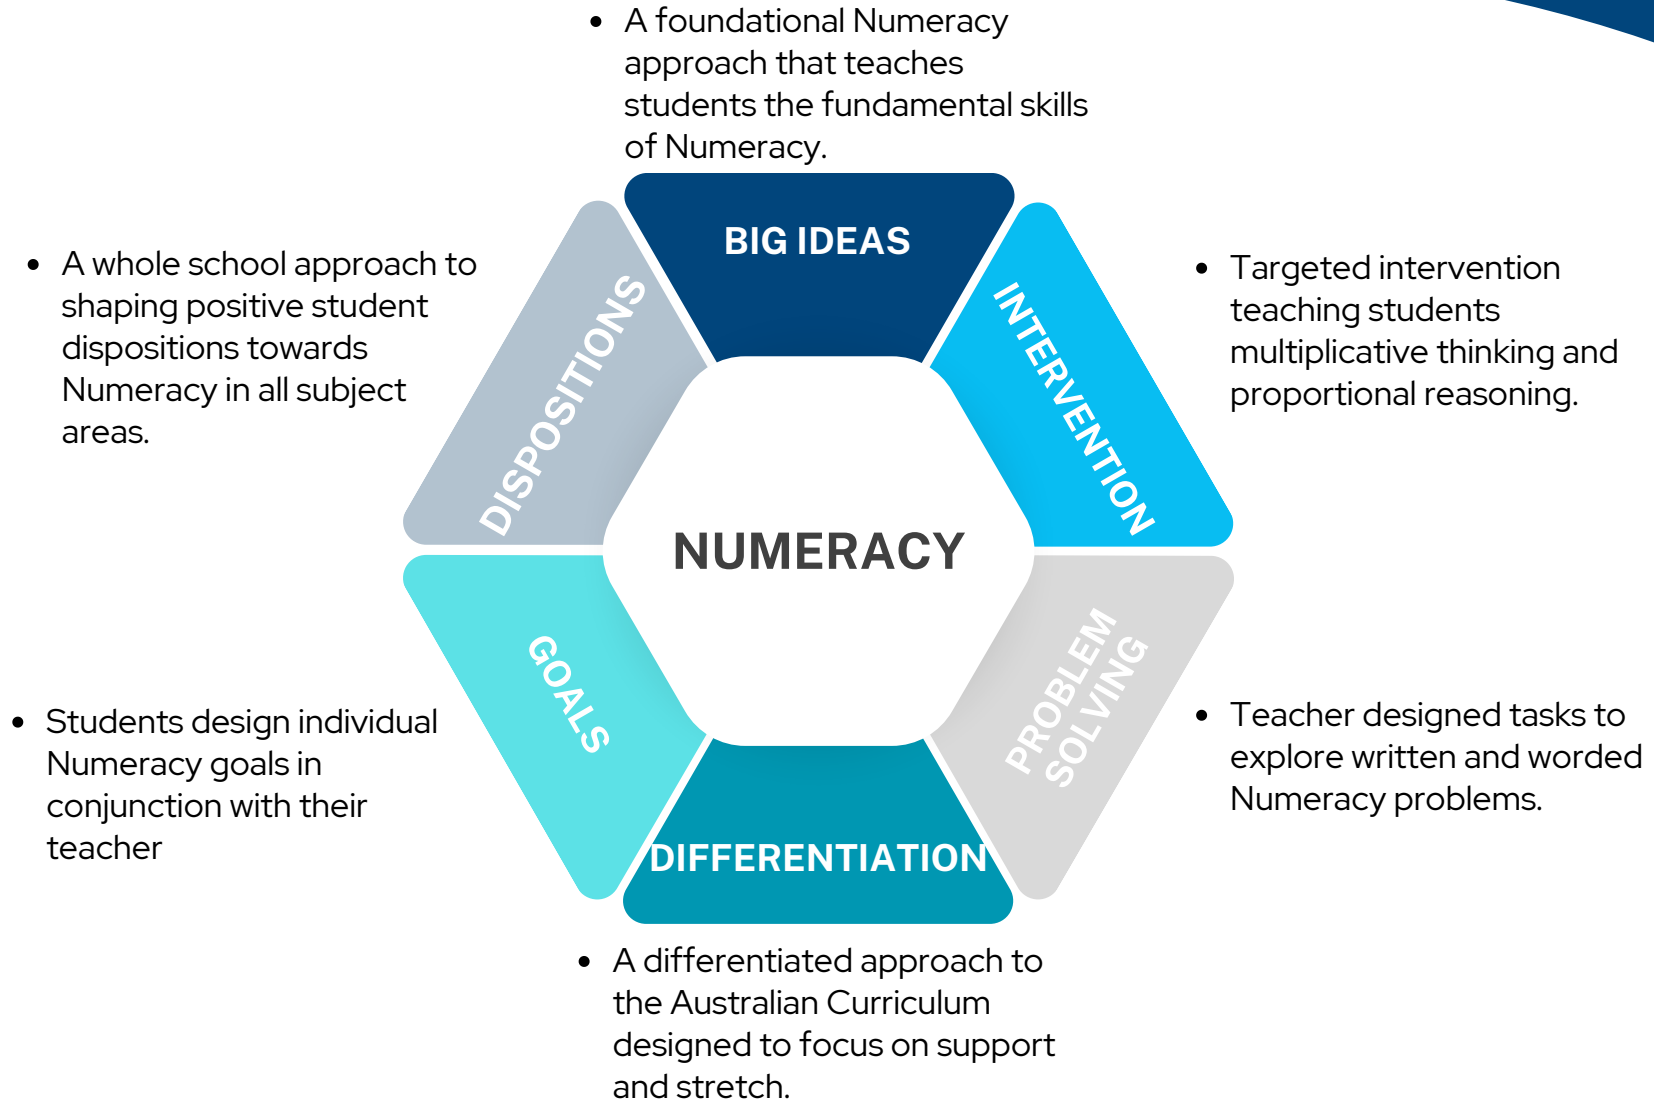 • A foundational Numeracy
approach that teaches
students the fundamental skills
of Numeracy.
BIG IDEAS
INTERVENTION
• Targeted intervention
teaching students
multiplicative thinking and
proportional reasoning.
PROBLEM
SOLVING
• Teacher designed tasks to
explore written and worded
Numeracy problems.
DIFFERENTIATION
• A differentiated approach to
the Australian Curriculum
designed to focus on support
and stretch.
GOALS
• Students design individual
Numeracy goals in
conjunction with their
teacher
DISPOSITIONS
• A whole school approach to
shaping positive student
dispositions towards
Numeracy in all subject
areas.
NUMERACY